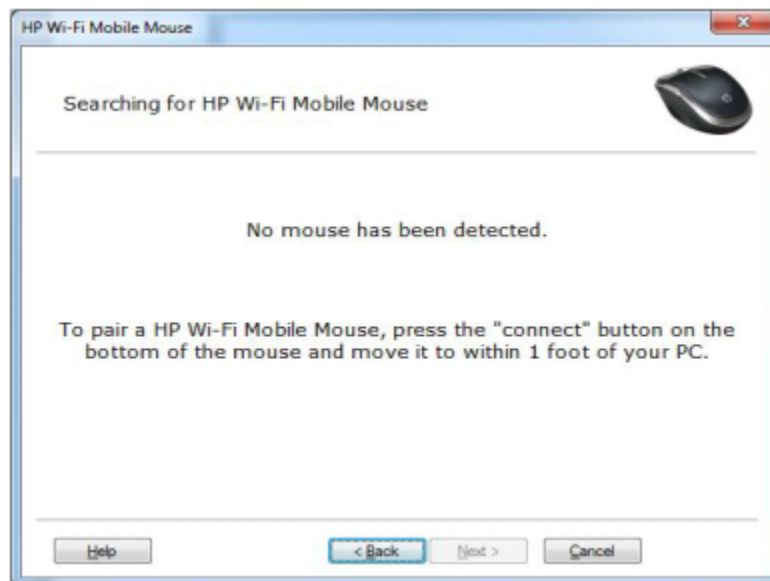 HP Wi-Fi Mobile Mouse
Searching for HP Wi-Fi Mobile Mouse
No mouse has been detected.
To pair a HP Wi-Fi Mobile Mouse, press the "connect" button on the
bottom of the mouse and move it to within 1 foot of your PC.
Help
< Back
Next >
Cancel